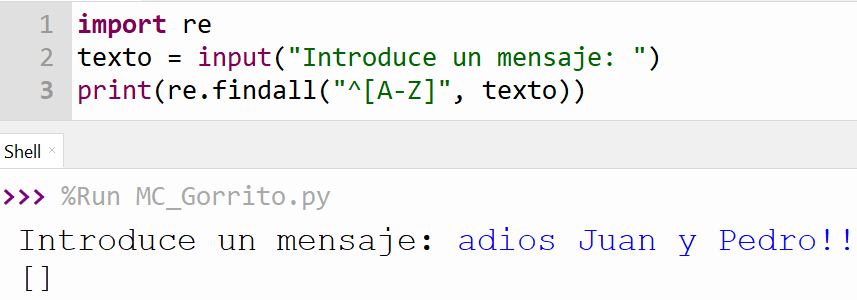 1 import re
2 texto = input("Introduce un mensaje: ")
3 print(re.findall("^[A-Z]", texto))
Shell ×
>>> %Run MC_Gorrito.py
Introduce un mensaje: adios Juan y Pedro!!
[]